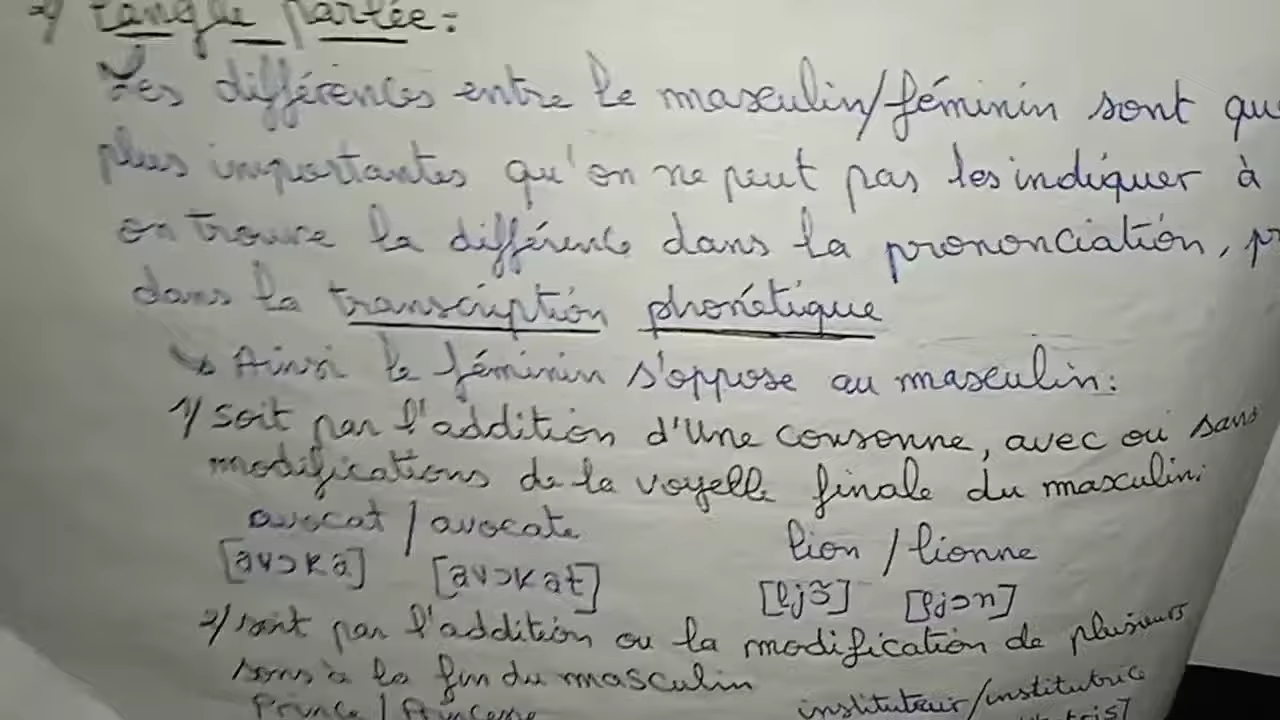 2) Langue parlée:
Les différences entre le masculin/féminin sont
plus importantes qu'on ne peut pas les indiquer à
on trouve la différence dans la prononciation,
dans la transcription phonétique
↳ Ainsi le féminin s'oppose au masculin:
1/ soit par l'addition d'une consonne, avec ou sans
modifications de la voyelle finale du masculin:
avocat / avocate lion / lionne
[avɔka] [avɔkat] [ljɔ̃] [ljɔn]
2/ soit par l'addition ou la modification de plusieurs
sons à la fin du masculin
Prince / Princesse instituteur/institutrice